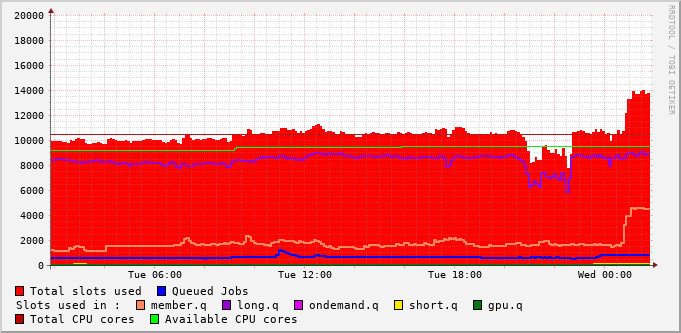 20000
18000
16000
14000
12000
10000
8000
6000
4000
2000
0
Tue 06:00 Tue 12:00 Tue 18:00 Wed 00:00
RRDTOOL / TOBI OETIKER
Total slots used Queued Jobs
Slots used in : member.q long.q ondemand.q short.q gpu.q
Total CPU cores Available CPU cores